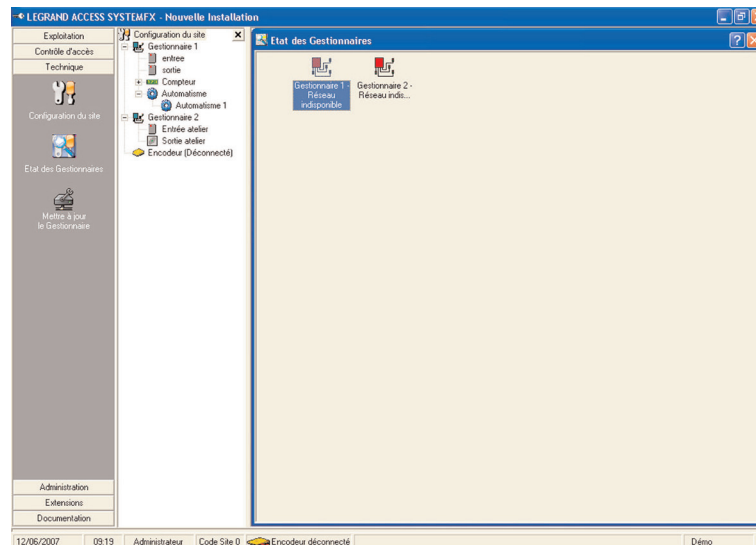 LEGRAND ACCESS SYSTEMFX - Nouvelle Installation
Exploitation
Contrôle d'accès
Technique
Configuration du site
Etat des Gestionnaires
Mettre à jour
le Gestionnaire
Administration
Extensions
Documentation
Configuration du site
Gestionnaire 1
entree
sortie
Compteur
Automatisme
Automatisme 1
Gestionnaire 2
Entrée atelier
Sortie atelier
Encodeur (Déconnecté)
Etat des Gestionnaires
Gestionnaire 1 -
Réseau
indisponible
Gestionnaire 2 -
Réseau indis...
12/06/2007 09:19 Administrateur Code Site 0 Encodeur déconnecté Démo